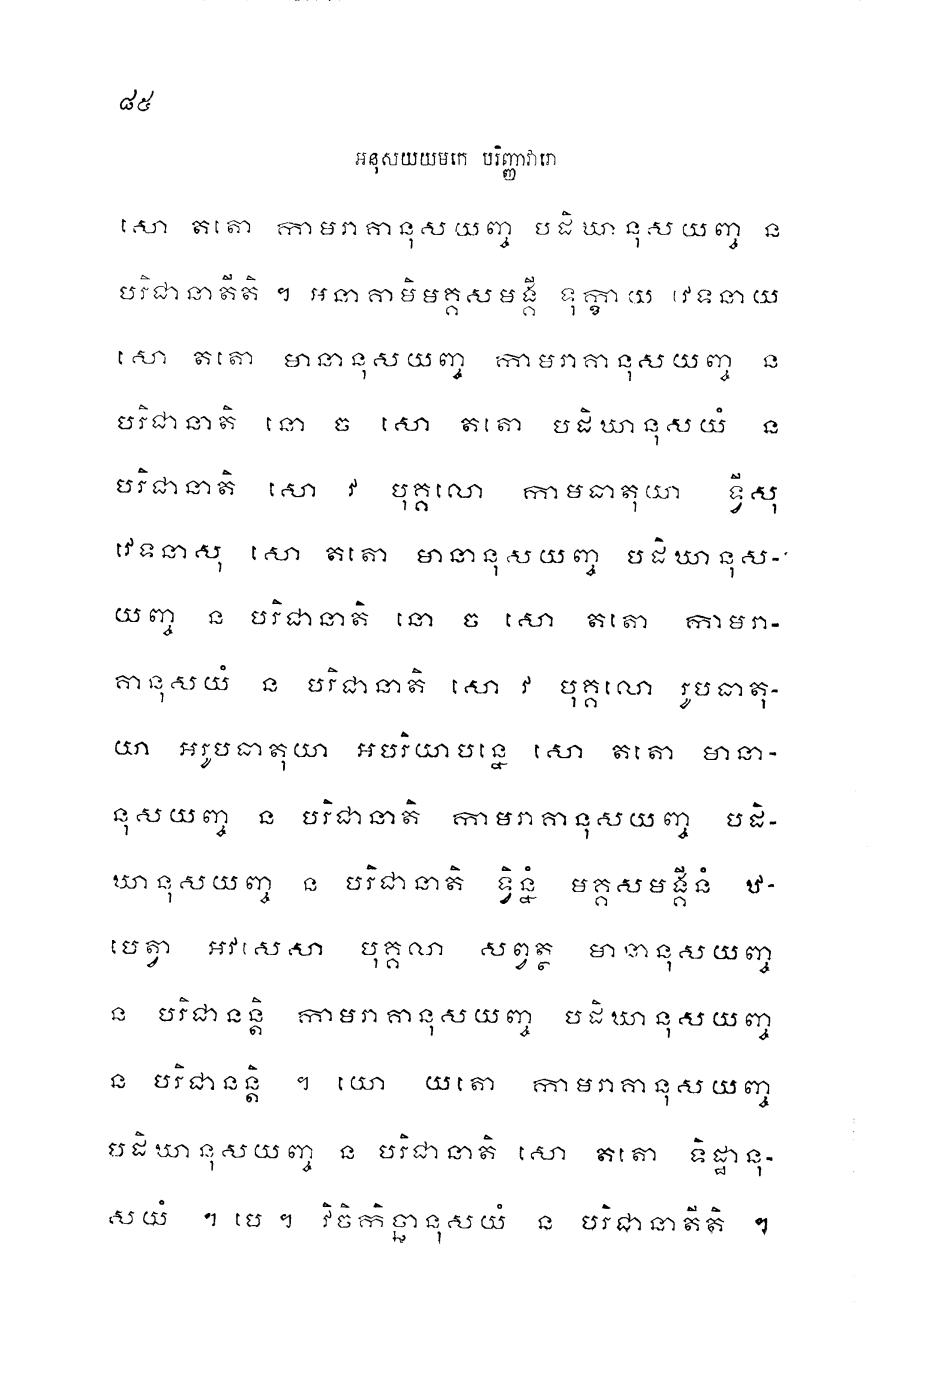 ៨៥
អនុសយយមកេ បរិញ្ញាវារោ
សោ តតោ កាមរាគានុសយញ្ច បដិឃានុសយញ្ច ន
បរិជានាតីតិ ។ អនាគាមិមគ្គសមង្គី ទុក្ខាយ វេទនាយ
សោ តតោ មានានុសយញ្ច កាមរាគានុសយញ្ច ន
បរិជានាតិ នោ ច សោ តតោ បដិឃានុសយំ ន
បរិជានាតិ សោ វ បុគ្គលោ កាមធាតុយា ទ្វីសុ
វេទនាសុ សោ តតោ មានានុសយញ្ច បដិឃានុស-
យញ្ច ន បរិជានាតិ នោ ច សោ តតោ កាមរា-
គានុសយំ ន បរិជានាតិ សោ វ បុគ្គលោ រូបធាតុ-
យា អរូបធាតុយា អបរិយាបន្នេ សោ តតោ មានា-
នុសយញ្ច ន បរិជានាតិ កាមរាគានុសយញ្ច បដិ-
ឃានុសយញ្ច ន បរិជានាតិ ទ្វិន្នំ មគ្គសមង្គីនំ ឋ-
បេត្វា អវសេសា បុគ្គលា សព្វត្ថ មានានុសយញ្ច
ន បរិជានន្តិ កាមរាគានុសយញ្ច បដិឃានុសយញ្ច
ន បរិជានន្តិ ។ យោ យតោ កាមរាគានុសយញ្ច
បដិឃានុសយញ្ច ន បរិជានាតិ សោ តតោ ទិដ្ឋានុ-
សយំ ។ បេ ។ វិចិកិច្ឆានុសយំ ន បរិជានាតីតិ ។